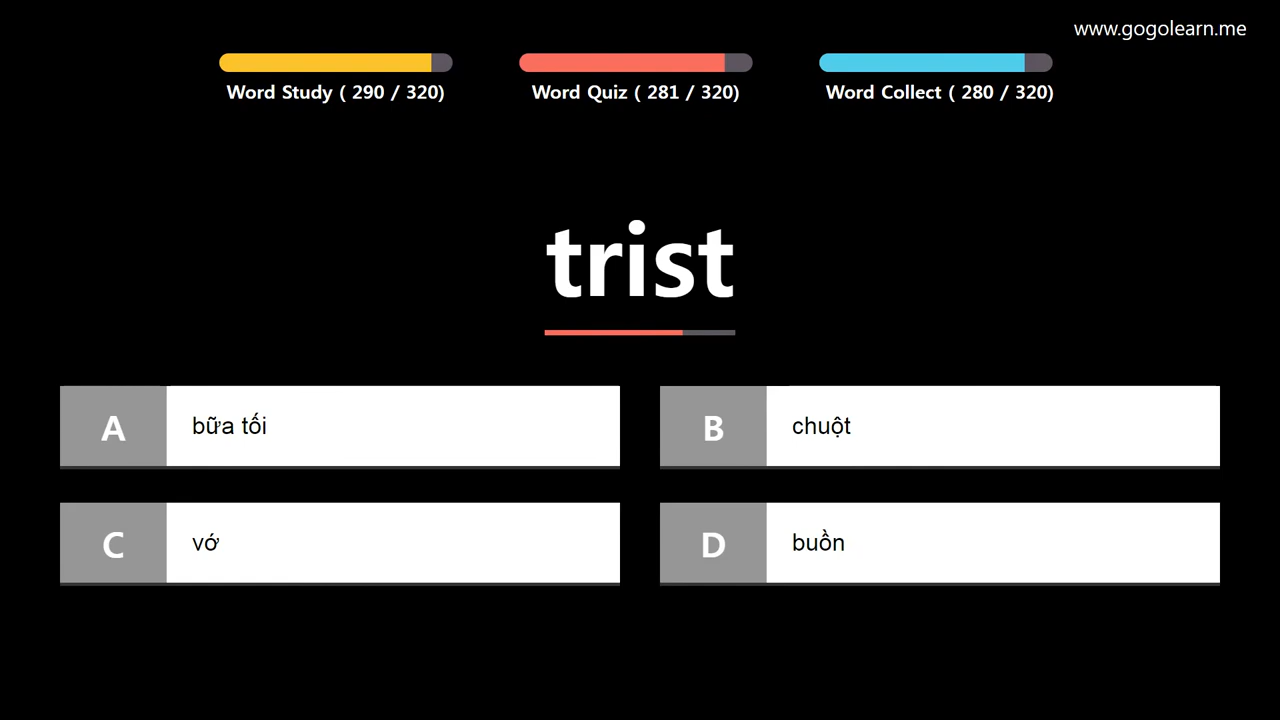 www.gogolearn.me
Word Study ( 290 / 320)
Word Quiz ( 281 / 320)
Word Collect ( 280 / 320)
trist
A bữa tối
B chuột
C vớ
D buồn